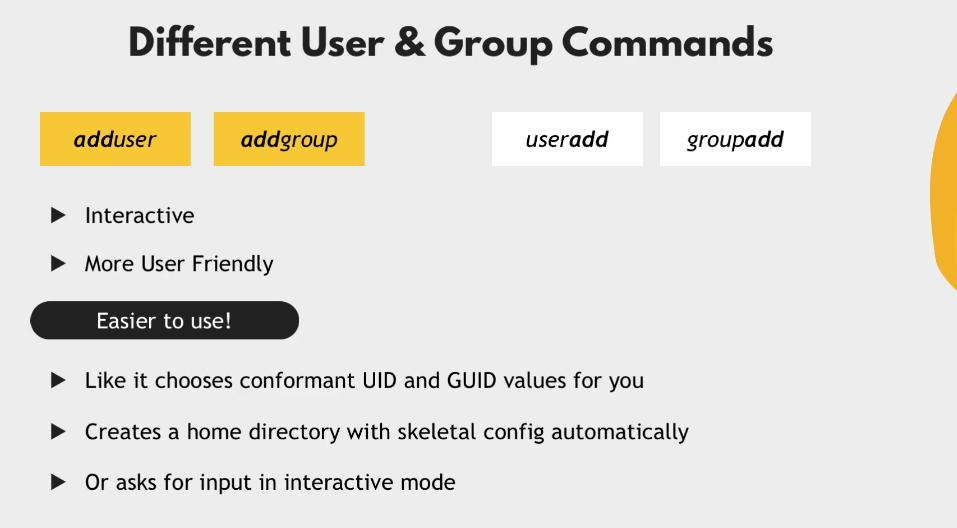 Different User & Group Commands
adduser addgroup useradd groupadd
Interactive
More User Friendly
Easier to use!
Like it chooses conformant UID and GUID values for you
Creates a home directory with skeletal config automatically
Or asks for input in interactive mode